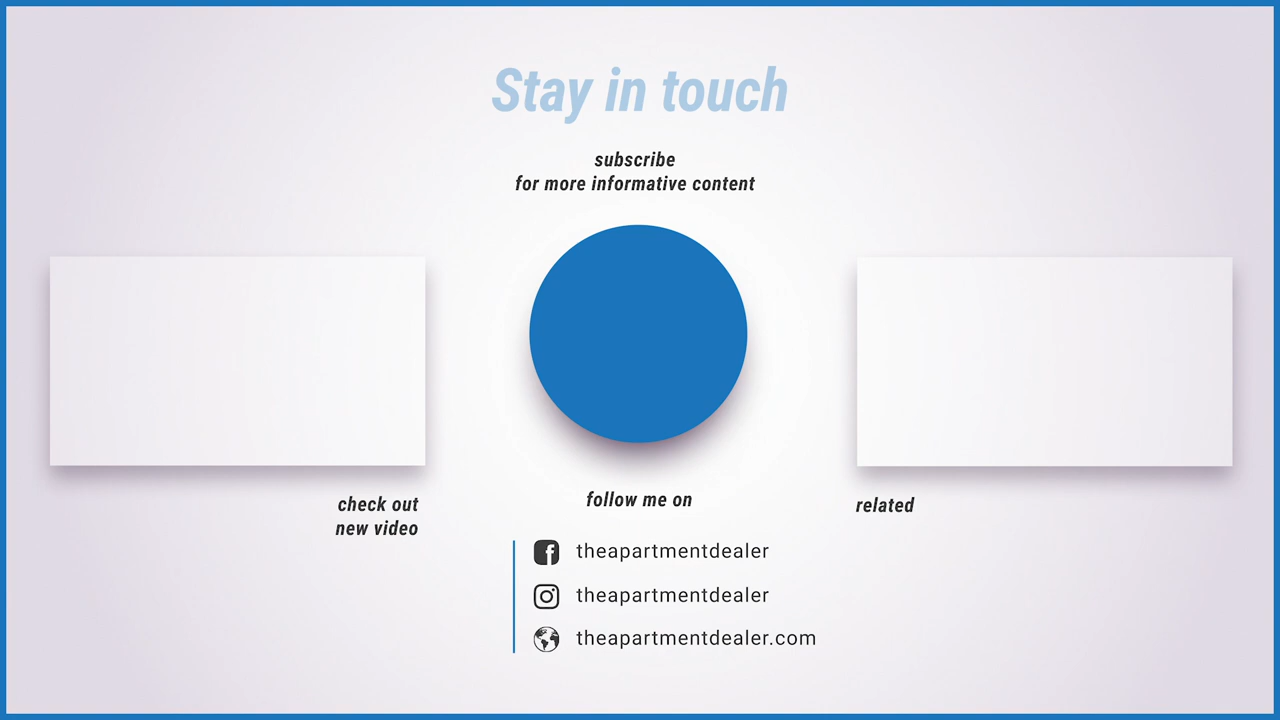 Stay in touch
subscribe
for more informative content
check out
new video
follow me on
related
theapartmentdealer
theapartmentdealer
theapartmentdealer.com